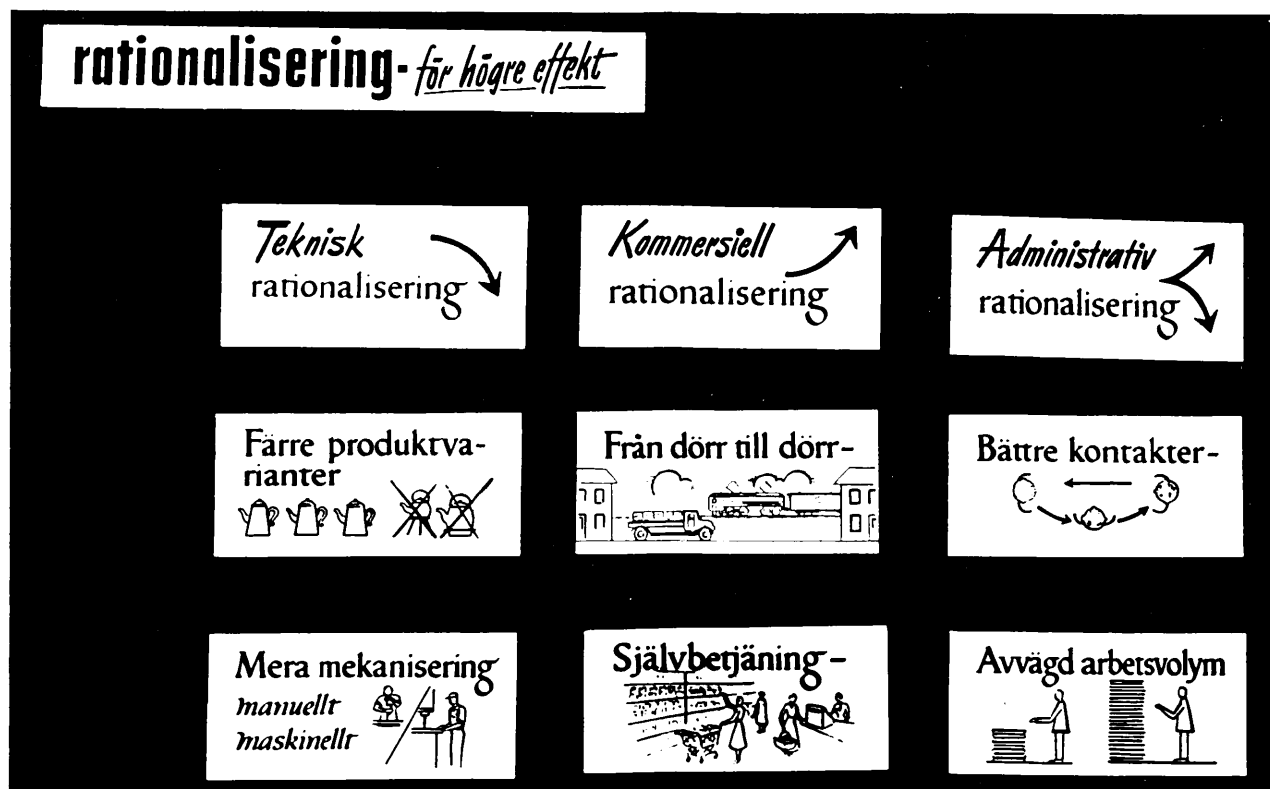 rationalisering- för högre effekt
Teknisk
rationalisering
Kommersiell
rationalisering
Administrativ
rationalisering
Färre produktva-
rianter
Från dörr till dörr-
Bättre kontakter-
Mera mekanisering
manuellt
maskinellt
Självbetjäning-
Avvägd arbetsvolym